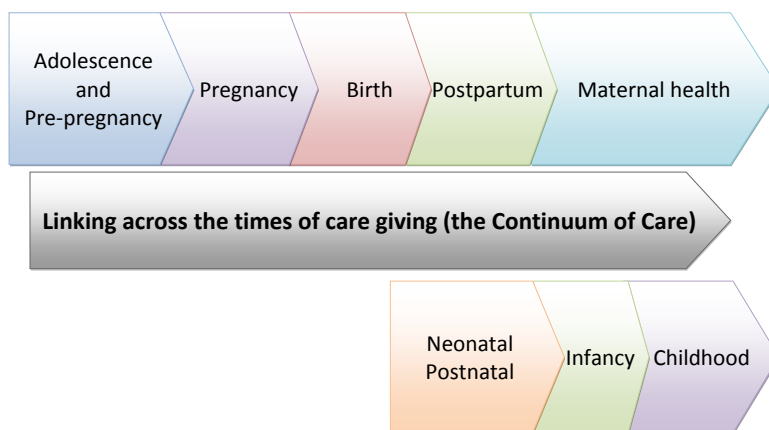 Adolescence
and
Pre-pregnancy
Pregnancy
Birth
Postpartum
Maternal health
Linking across the times of care giving (the Continuum of Care)
Neonatal
Postnatal
Infancy
Childhood